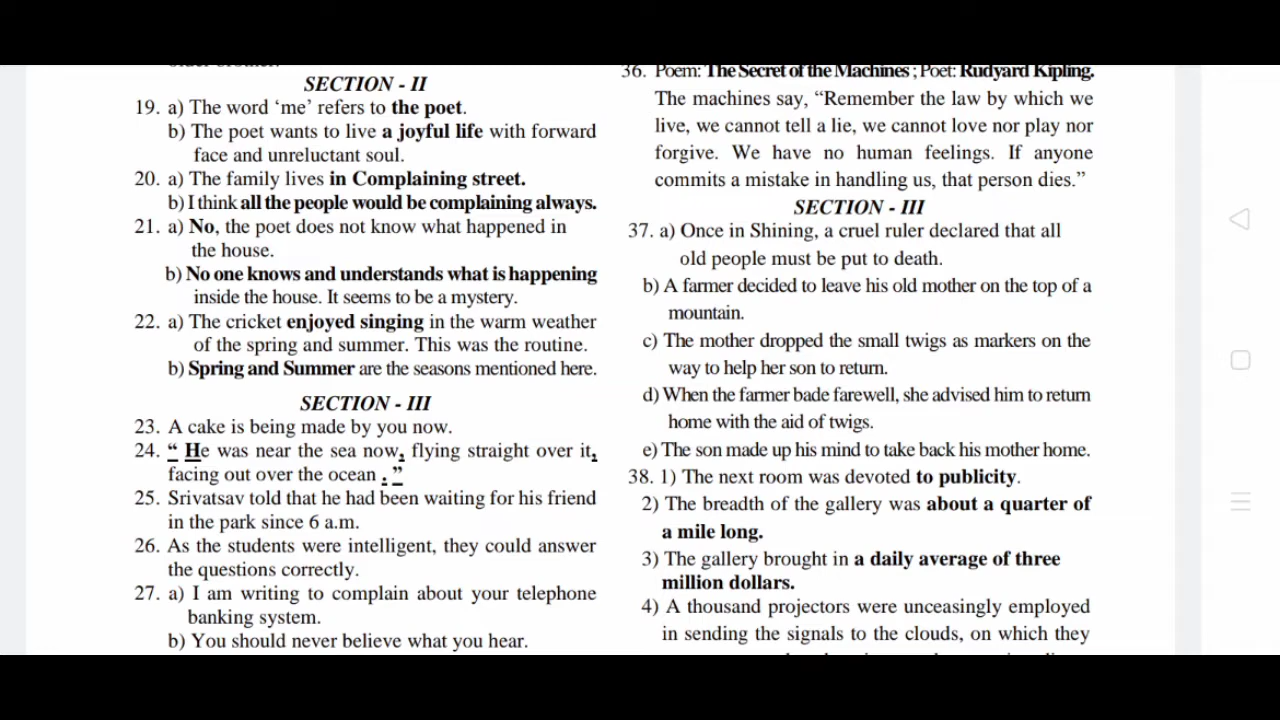 SECTION - II
19. a) The word ‘me’ refers to the poet.
b) The poet wants to live a joyful life with forward
face and unreluctant soul.
20. a) The family lives in Complaining street.
b) I think all the people would be complaining always.
21. a) No, the poet does not know what happened in
the house.
b) No one knows and understands what is happening
inside the house. It seems to be a mystery.
22. a) The cricket enjoyed singing in the warm weather
of the spring and summer. This was the routine.
b) Spring and Summer are the seasons mentioned here.
SECTION - III
23. A cake is being made by you now.
24. “ He was near the sea now, flying straight over it,
facing out over the ocean . ”
25. Srivatsav told that he had been waiting for his friend
in the park since 6 a.m.
26. As the students were intelligent, they could answer
the questions correctly.
27. a) I am writing to complain about your telephone
banking system.
b) You should never believe what you hear.
36. Poem: The Secret of the Machines ; Poet: Rudyard Kipling.
The machines say, “Remember the law by which we
live, we cannot tell a lie, we cannot love nor play nor
forgive. We have no human feelings. If anyone
commits a mistake in handling us, that person dies.”
SECTION - III
37. a) Once in Shining, a cruel ruler declared that all
old people must be put to death.
b) A farmer decided to leave his old mother on the top of a
mountain.
c) The mother dropped the small twigs as markers on the
way to help her son to return.
d) When the farmer bade farewell, she advised him to return
home with the aid of twigs.
e) The son made up his mind to take back his mother home.
38. 1) The next room was devoted to publicity.
2) The breadth of the gallery was about a quarter of
a mile long.
3) The gallery brought in a daily average of three
million dollars.
4) A thousand projectors were unceasingly employed
in sending the signals to the clouds, on which they